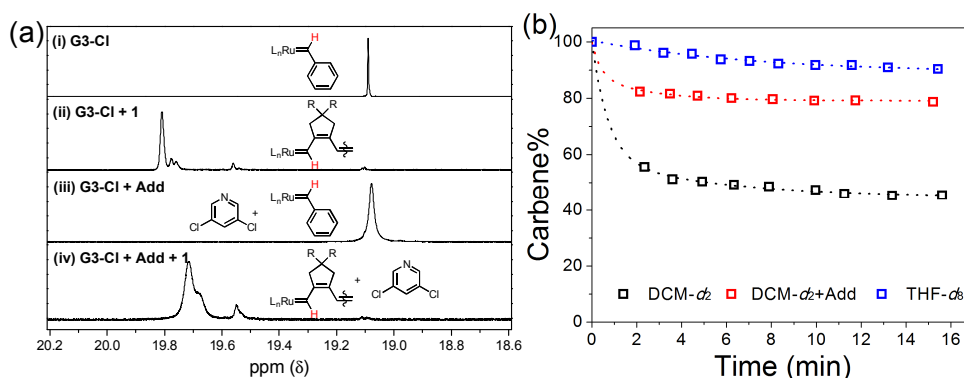 (a)
(i) G3-Cl
H
LnRu
(ii) G3-Cl + 1
R R
LnRu
H
(iii) G3-Cl + Add
N
Cl Cl
+
H
LnRu
(iv) G3-Cl + Add + 1
R R
LnRu
H
+
N
Cl Cl
20.2 20.0 19.8 19.6 19.4 19.2 19.0 18.8 18.6
ppm (δ)
(b)
100
80
60
40
20
0
Carbene%
DCM-d2 DCM-d2+Add THF-d8
0 2 4 6 8 10 12 14 16
Time (min)